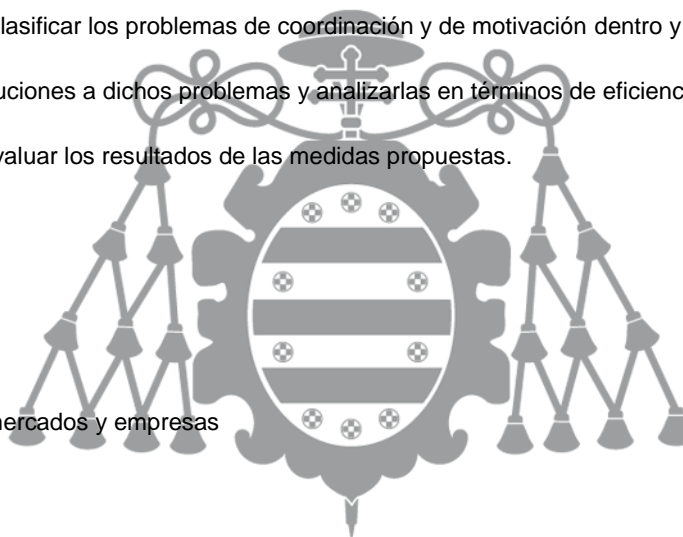 lasificar los problemas de coordinación y de motivación dentro y
uciones a dichos problemas y analizarlas en términos de eficienc
valuar los resultados de las medidas propuestas.
mercados y empresas